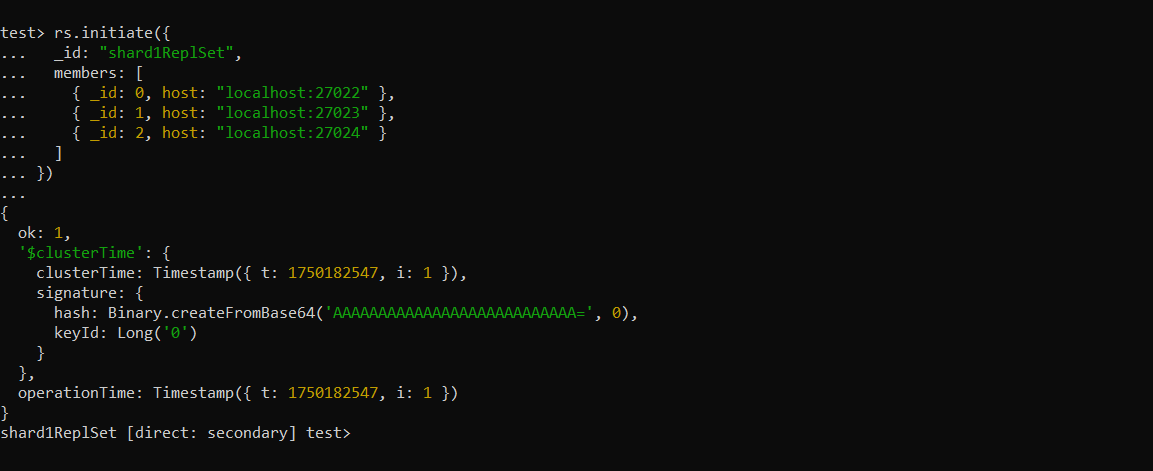 test> rs.initiate({
...   _id: "shard1ReplSet",
...   members: [
...     { _id: 0, host: "localhost:27022" },
...     { _id: 1, host: "localhost:27023" },
...     { _id: 2, host: "localhost:27024" }
...   ]
... })
...
{
  ok: 1,
  '$clusterTime': {
    clusterTime: Timestamp({ t: 1750182547, i: 1 }),
    signature: {
      hash: Binary.createFromBase64('AAAAAAAAAAAAAAAAAAAAAAAAAAA=', 0),
      keyId: Long('0')
    }
  },
  operationTime: Timestamp({ t: 1750182547, i: 1 })
}
shard1ReplSet [direct: secondary] test>